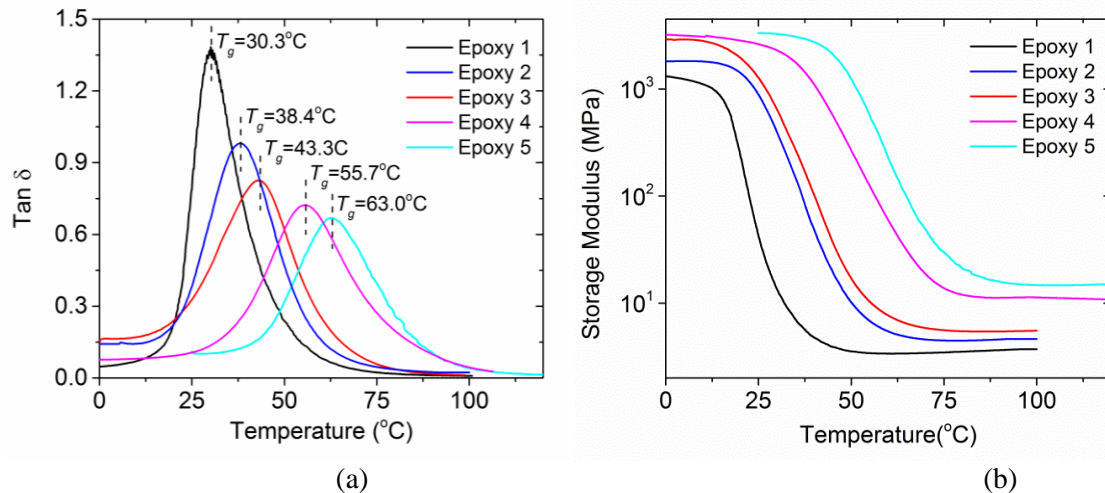 1.5
1.2
0.9
0.6
0.3
0.0
Tan δ
Tg=30.3°C
Tg=38.4°C
Tg=43.3C
Tg=55.7°C
Tg=63.0°C
Epoxy 1
Epoxy 2
Epoxy 3
Epoxy 4
Epoxy 5
0 25 50 75 100
Temperature (°C)
(a)
10³
10²
10¹
Storage Modulus (MPa)
Epoxy 1
Epoxy 2
Epoxy 3
Epoxy 4
Epoxy 5
0 25 50 75 100
Temperature(°C)
(b)